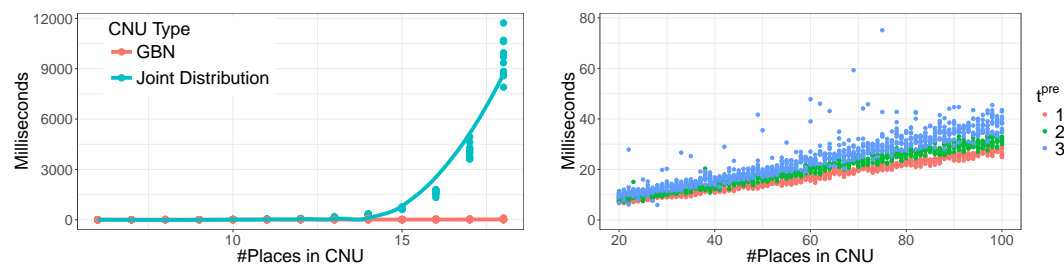 CNU Type
GBN
Joint Distribution
Milliseconds
12000
9000
6000
3000
0
10
15
#Places in CNU
Milliseconds
80
60
40
20
0
20
40
60
80
100
#Places in CNU
t^pre
1
2
3